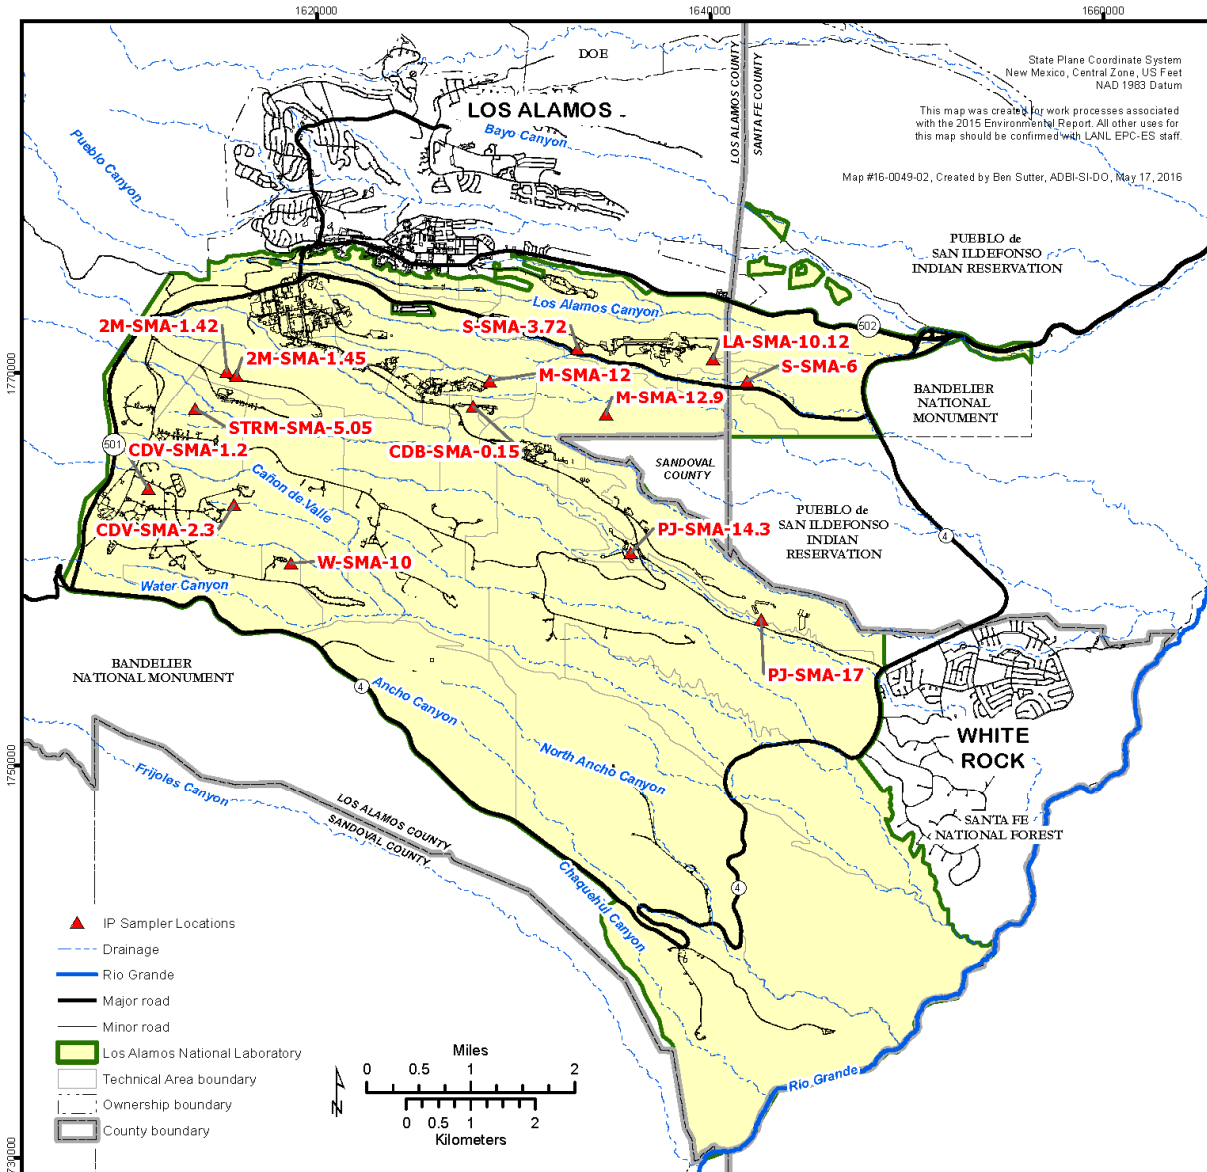 1620000
1640000
1660000
DOE
State Plane Coordinate System
New Mexico, Central Zone, US Feet
NAD 1983 Datum
LOS ALAMOS
Bayo Canyon
LOS ALAMOS COUNTY
SANTA FE COUNTY
This map was created for work processes associated
with the 2015 Environmental Report. All other uses for
this map should be confirmed with LANL EPC-ES staff.
Pueblo Canyon
Map #16-0049-02, Created by Ben Sutter, ADBI-SI-DO, May 17, 2016
PUEBLO de
SAN ILDEFONSO
INDIAN RESERVATION
Los Alamos Canyon
2M-SMA-1.42
S-SMA-3.72
502
LA-SMA-10.12
2M-SMA-1.45
M-SMA-12
S-SMA-6
1770000
M-SMA-12.9
BANDELIER
NATIONAL
MONUMENT
STRM-SMA-5.05
501
CDV-SMA-1.2
CDB-SMA-0.15
SANDOVAL
COUNTY
Cañon de Valle
CDV-SMA-2.3
PJ-SMA-14.3
PUEBLO de
SAN ILDEFONSO
INDIAN
RESERVATION
4
W-SMA-10
Water Canyon
BANDELIER
NATIONAL MONUMENT
PJ-SMA-17
4
Ancho Canyon
WHITE
ROCK
North Ancho Canyon
1750000
Frijoles Canyon
LOS ALAMOS COUNTY
SANDOVAL COUNTY
SANTA FE
NATIONAL FOREST
Chaquehui Canyon
4
IP Sampler Locations
Drainage
Rio Grande
Major road
Minor road
Los Alamos National Laboratory
Technical Area boundary
Ownership boundary
County boundary
Miles
0 0.5 1 2
N
0 0.5 1 2
Kilometers
Rio Grande
1730000